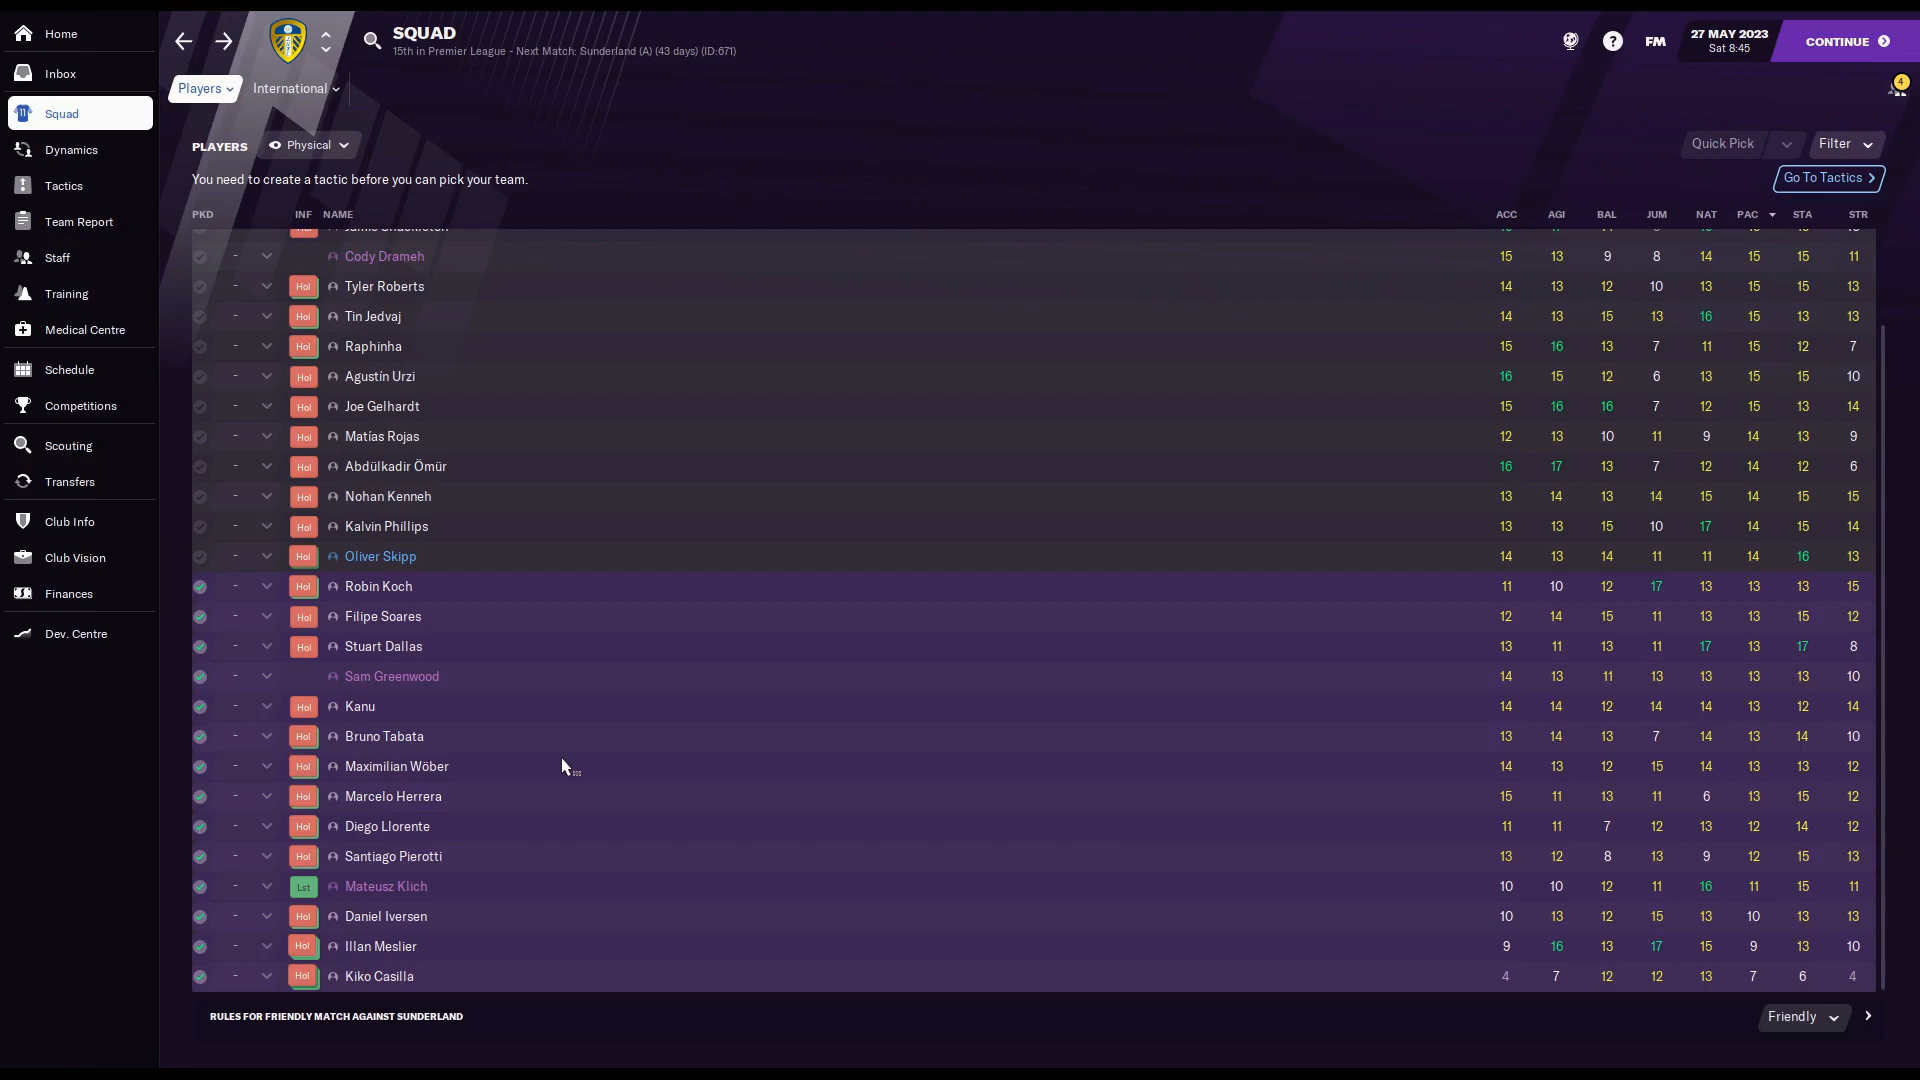 Home
Inbox
Squad
Dynamics
Tactics
Team Report
Staff
Training
Medical Centre
Schedule
Competitions
Scouting
Transfers
Club Info
Club Vision
Finances
Dev. Centre
SQUAD
15th in Premier League - Next Match: Sunderland (A) (43 days) (ID:671)
? FM 27 MAY 2023 CONTINUE
Sat 8:45
Players International
4
PLAYERS Physical Quick Pick Filter
You need to create a tactic before you can pick your team. Go To Tactics
PKD INF NAME ACC AGI BAL JUM NAT PAC STA STR
- Cody Drameh 15 13 9 8 14 15 15 11
- Hol Tyler Roberts 14 13 12 10 13 15 15 13
- Hol Tin Jedvaj 14 13 15 13 16 15 13 13
- Hol Raphinha 15 16 13 7 11 15 12 7
- Hol Agustín Urzi 16 15 12 6 13 15 15 10
- Hol Joe Gelhardt 15 16 16 7 12 15 13 14
- Hol Matías Rojas 12 13 10 11 9 14 13 9
- Hol Abdülkadir Ömür 16 17 13 7 12 14 12 6
- Hol Nohan Kenneh 13 14 13 14 15 14 15 15
- Hol Kalvin Phillips 13 13 15 10 17 14 15 14
- Hol Oliver Skipp 14 13 14 11 11 14 16 13
- Hol Robin Koch 11 10 12 17 13 13 13 15
- Hol Filipe Soares 12 14 15 11 13 13 15 12
- Hol Stuart Dallas 13 11 13 11 17 13 17 8
- Sam Greenwood 14 13 11 13 13 13 13 10
- Hol Kanu 14 14 12 14 14 13 12 14
- Hol Bruno Tabata 13 14 13 7 14 13 14 10
- Hol Maximilian Wöber 14 13 12 15 14 13 13 12
- Hol Marcelo Herrera 15 11 13 11 6 13 15 12
- Hol Diego Llorente 11 11 7 12 13 12 14 12
- Hol Santiago Pierotti 13 12 8 13 9 12 15 13
- Lst Mateusz Klich 10 10 12 11 16 11 15 11
- Hol Daniel Iversen 10 13 12 15 13 10 13 13
- Hol Illan Meslier 9 16 13 17 15 9 13 10
- Hol Kiko Casilla 4 7 12 12 13 7 6 4
RULES FOR FRIENDLY MATCH AGAINST SUNDERLAND Friendly